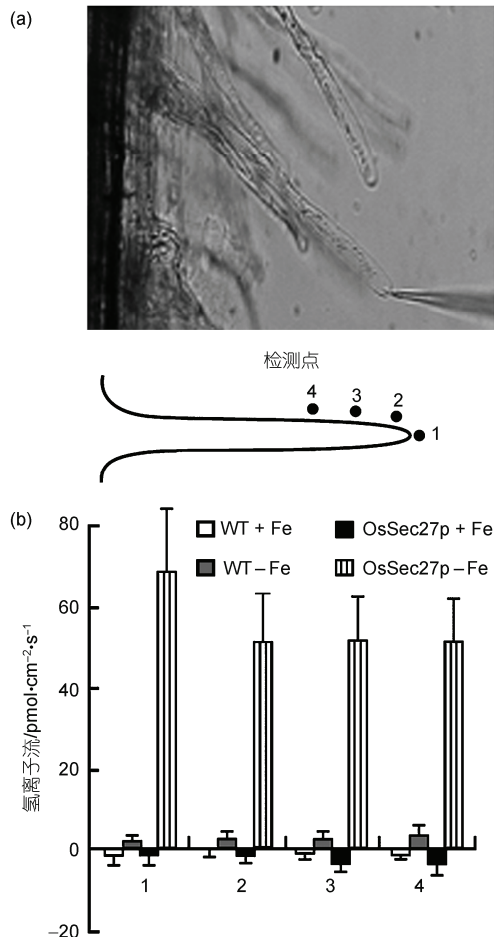 (a)
检测点
4
3
2
1
(b)
80
60
40
20
0
−20
氢离子流/pmol·cm⁻²·s⁻¹
WT + Fe
OsSec27p + Fe
WT – Fe
OsSec27p – Fe
1
2
3
4